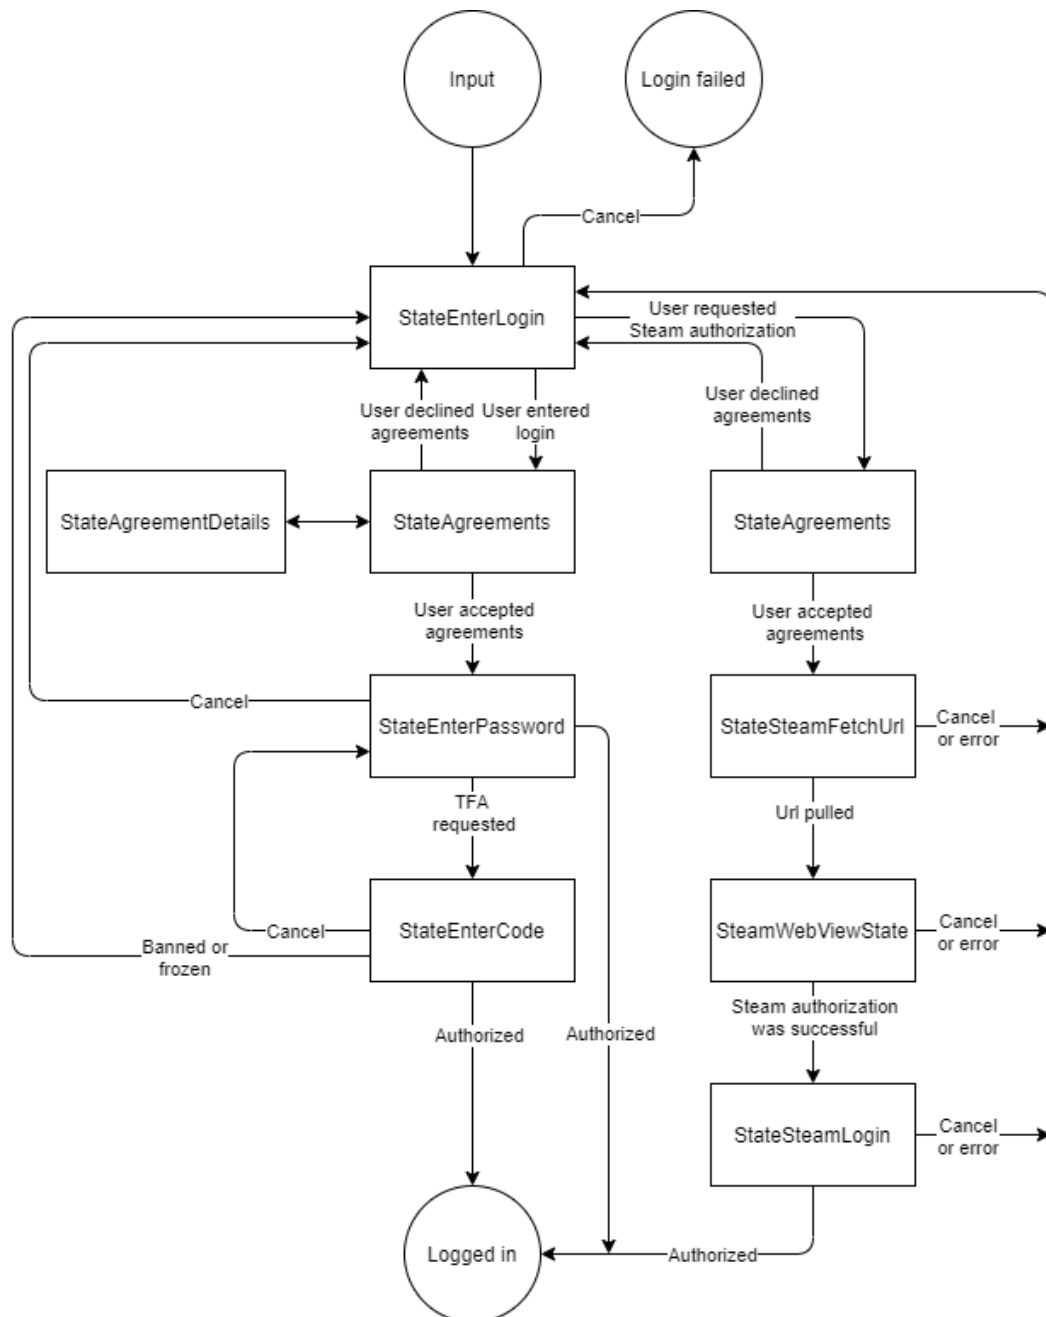 Input
Login failed
Cancel
StateEnterLogin
User requested
Steam authorization
User declined
agreements
User entered
login
User declined
agreements
StateAgreementDetails
StateAgreements
StateAgreements
User accepted
agreements
User accepted
agreements
Cancel
StateEnterPassword
StateSteamFetchUrl
Cancel
or error
TFA
requested
Url pulled
Cancel
StateEnterCode
SteamWebViewState
Cancel
or error
Banned or
frozen
Steam authorization
was successful
Authorized
Authorized
StateSteamLogin
Cancel
or error
Logged in
Authorized